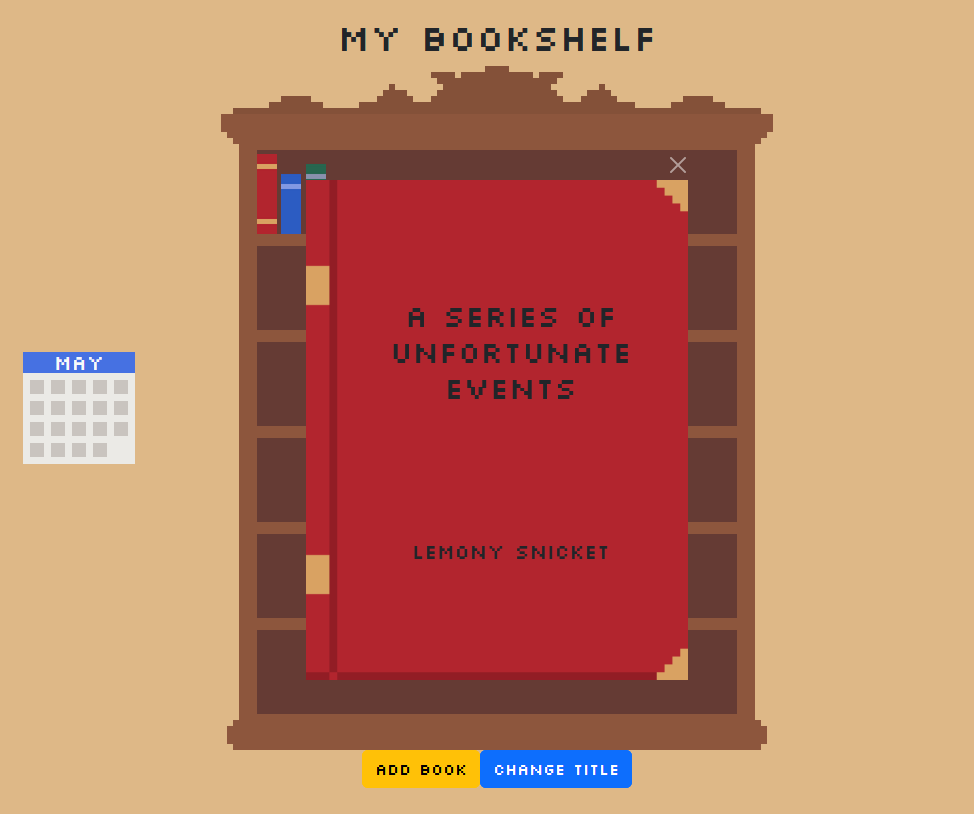 MY BOOKSHELF
MAY
A SERIES OF
UNFORTUNATE
EVENTS
LEMONY SNICKET
ADD BOOK
CHANGE TITLE